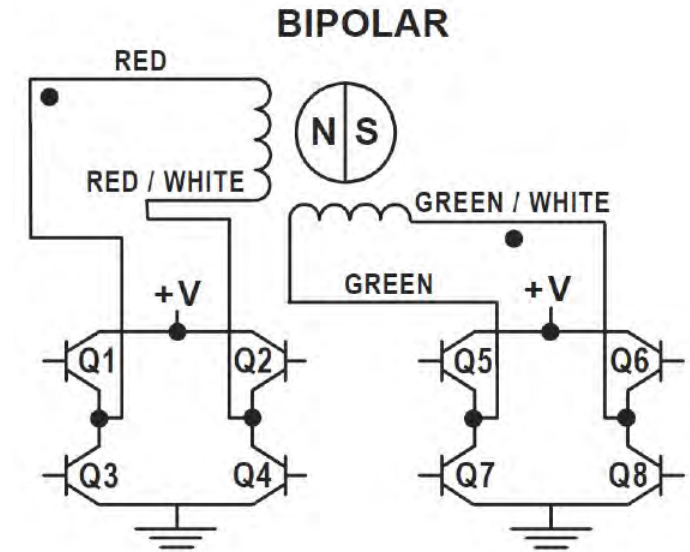 BIPOLAR
RED
N S
RED / WHITE
GREEN / WHITE
GREEN
+V
+V
Q1
Q2
Q5
Q6
Q3
Q4
Q7
Q8